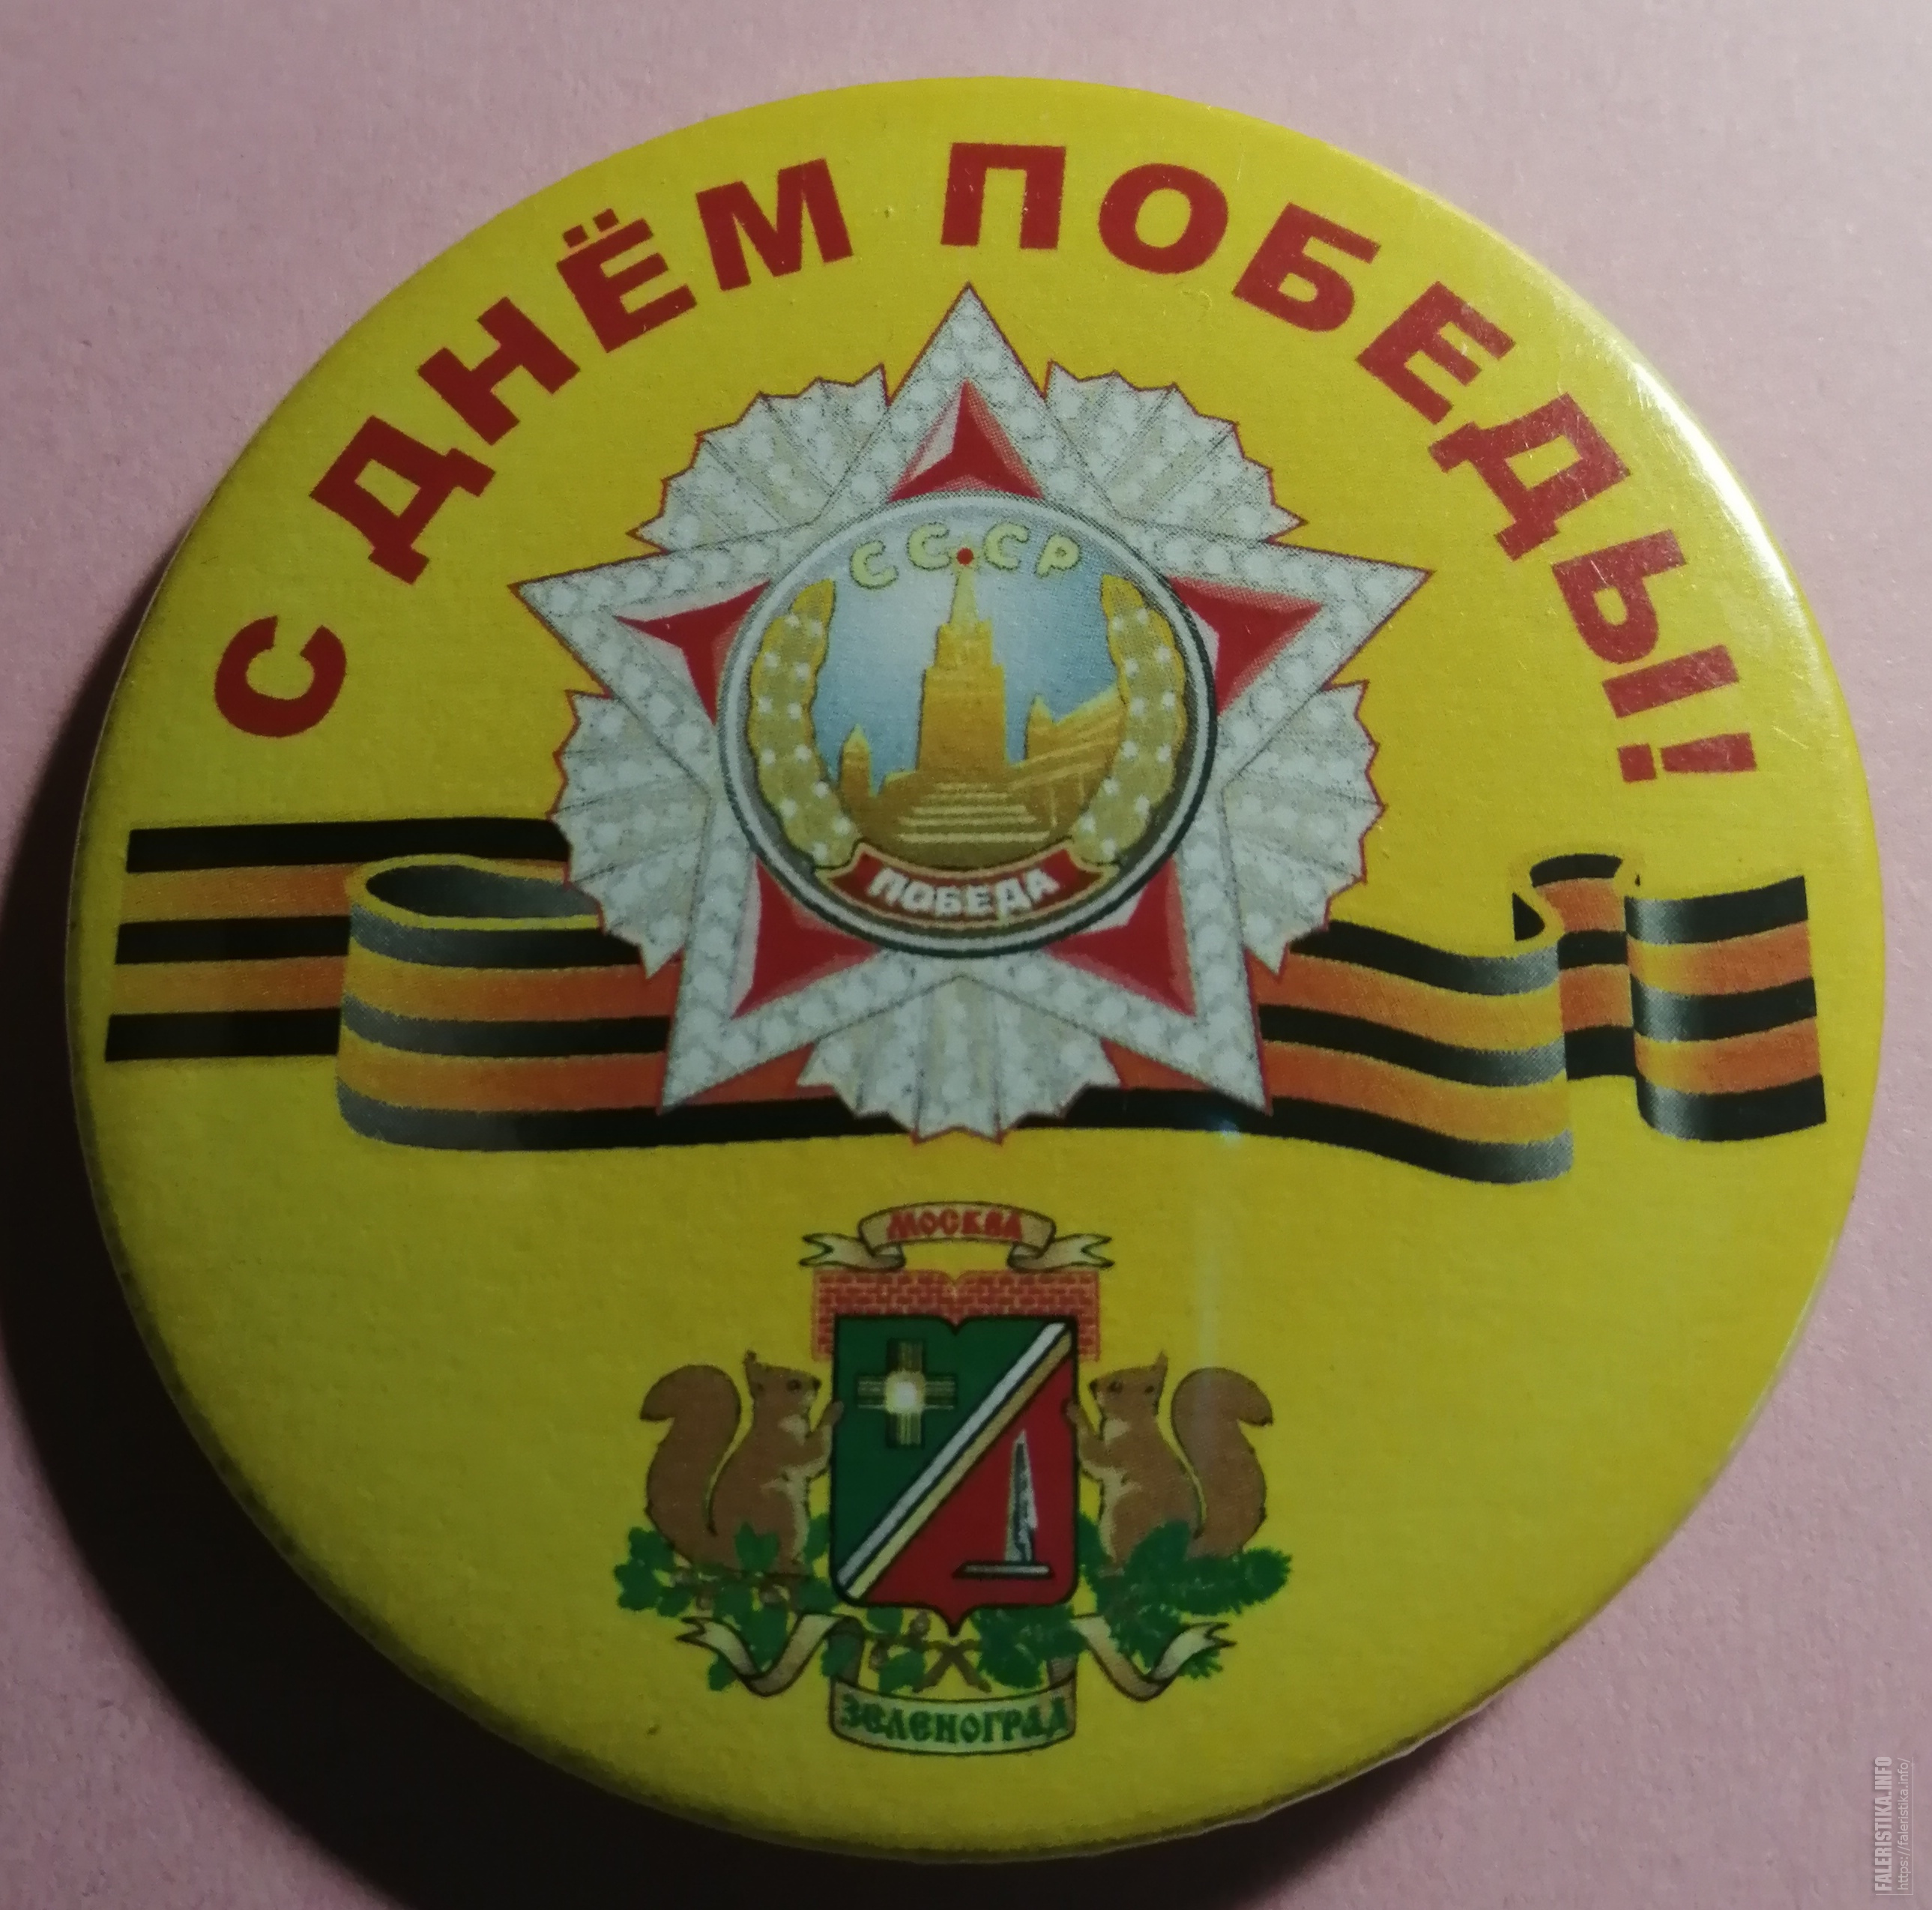 С ДНЁМ ПОБЕДЫ!
СССР
ПОБЕДА
МОСКВА
ЗЕЛЕНОГРАД
FALERISTIKA.INFO
https://faleristika.info/